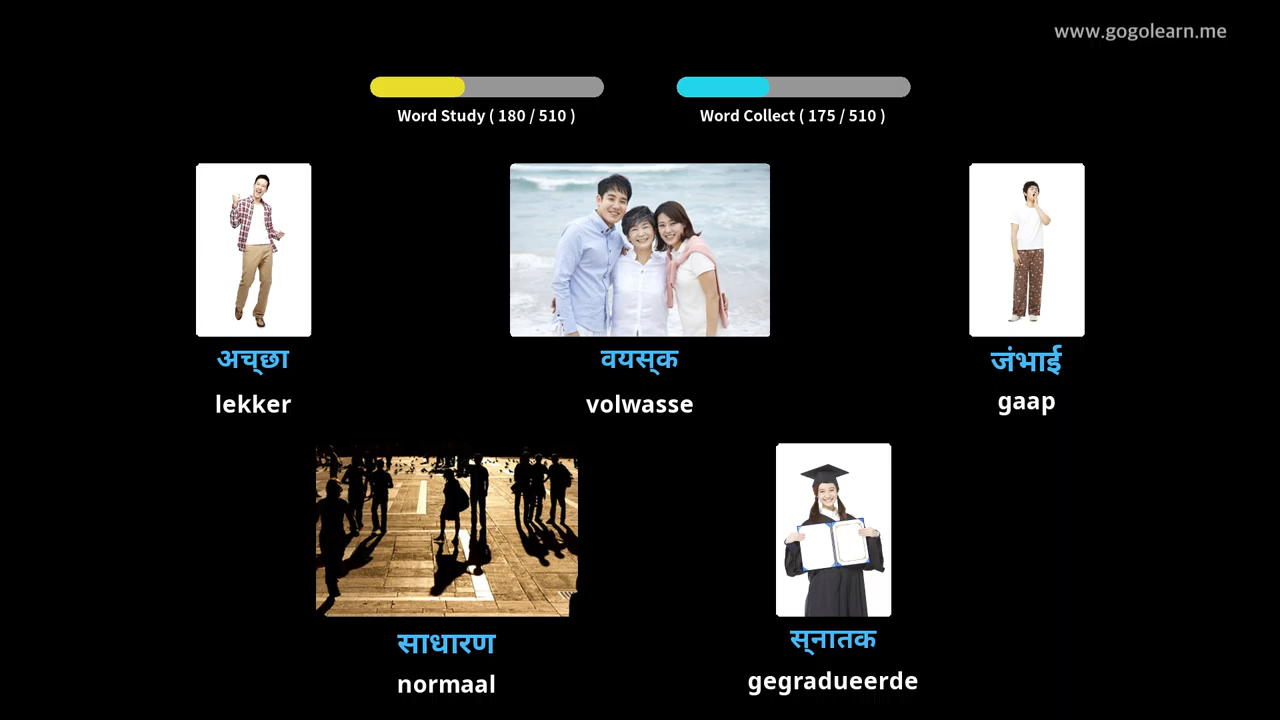 www.gogolearn.me
Word Study ( 180 / 510 )
Word Collect ( 175 / 510 )
अच्छा
वयस्क
जंभाई
lekker
volwasse
gaap
साधारण
स्नातक
normaal
gegradueerde